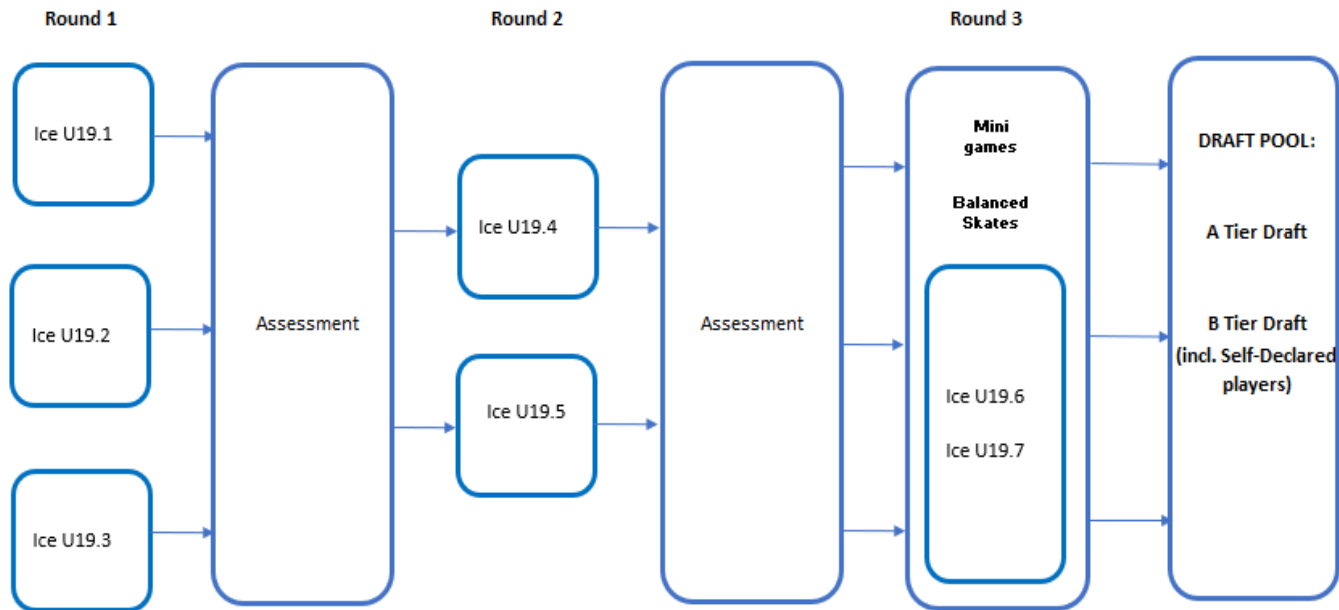 Round 1
Round 2
Round 3
Ice U19.1
Ice U19.2
Ice U19.3
Assessment
Ice U19.4
Ice U19.5
Assessment
Mini
games
Balanced
Skates
Ice U19.6
Ice U19.7
DRAFT POOL:
A Tier Draft
B Tier Draft
(incl. Self-Declared
players)